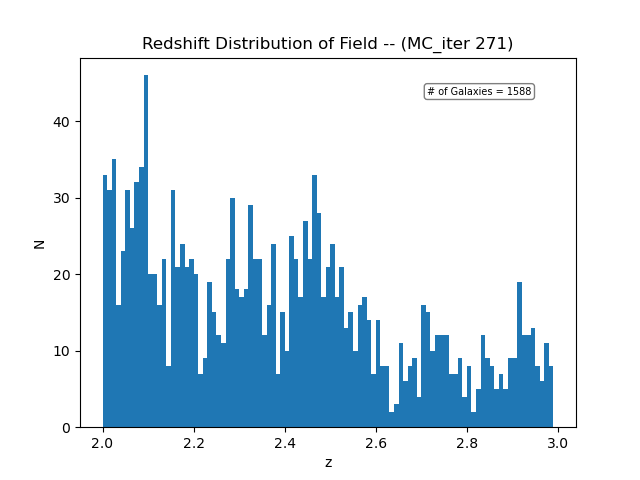 Redshift Distribution of Field -- (MC_iter 271)
# of Galaxies = 1588
N
40
30
20
10
0
2.0 2.2 2.4 2.6 2.8 3.0
z